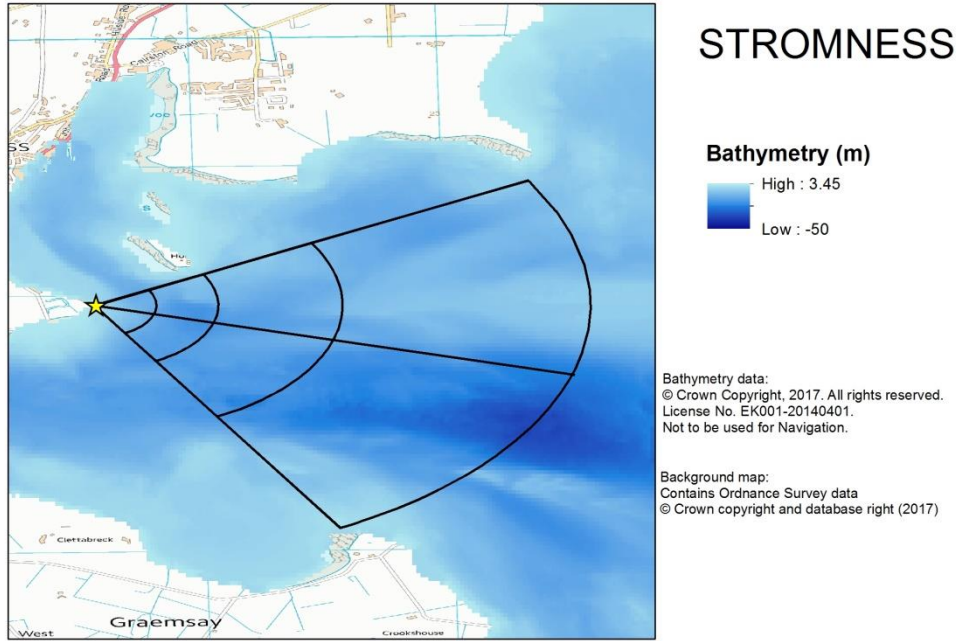 STROMNESS
Cairston Road
SS
Bathymetry (m)
High : 3.45
Low : -50
Bathymetry data:
© Crown Copyright, 2017. All rights reserved.
License No. EK001-20140401.
Not to be used for Navigation.
Background map:
Contains Ordnance Survey data
© Crown copyright and database right (2017)
Clettabreck
Graemsay
West
Crookshouse